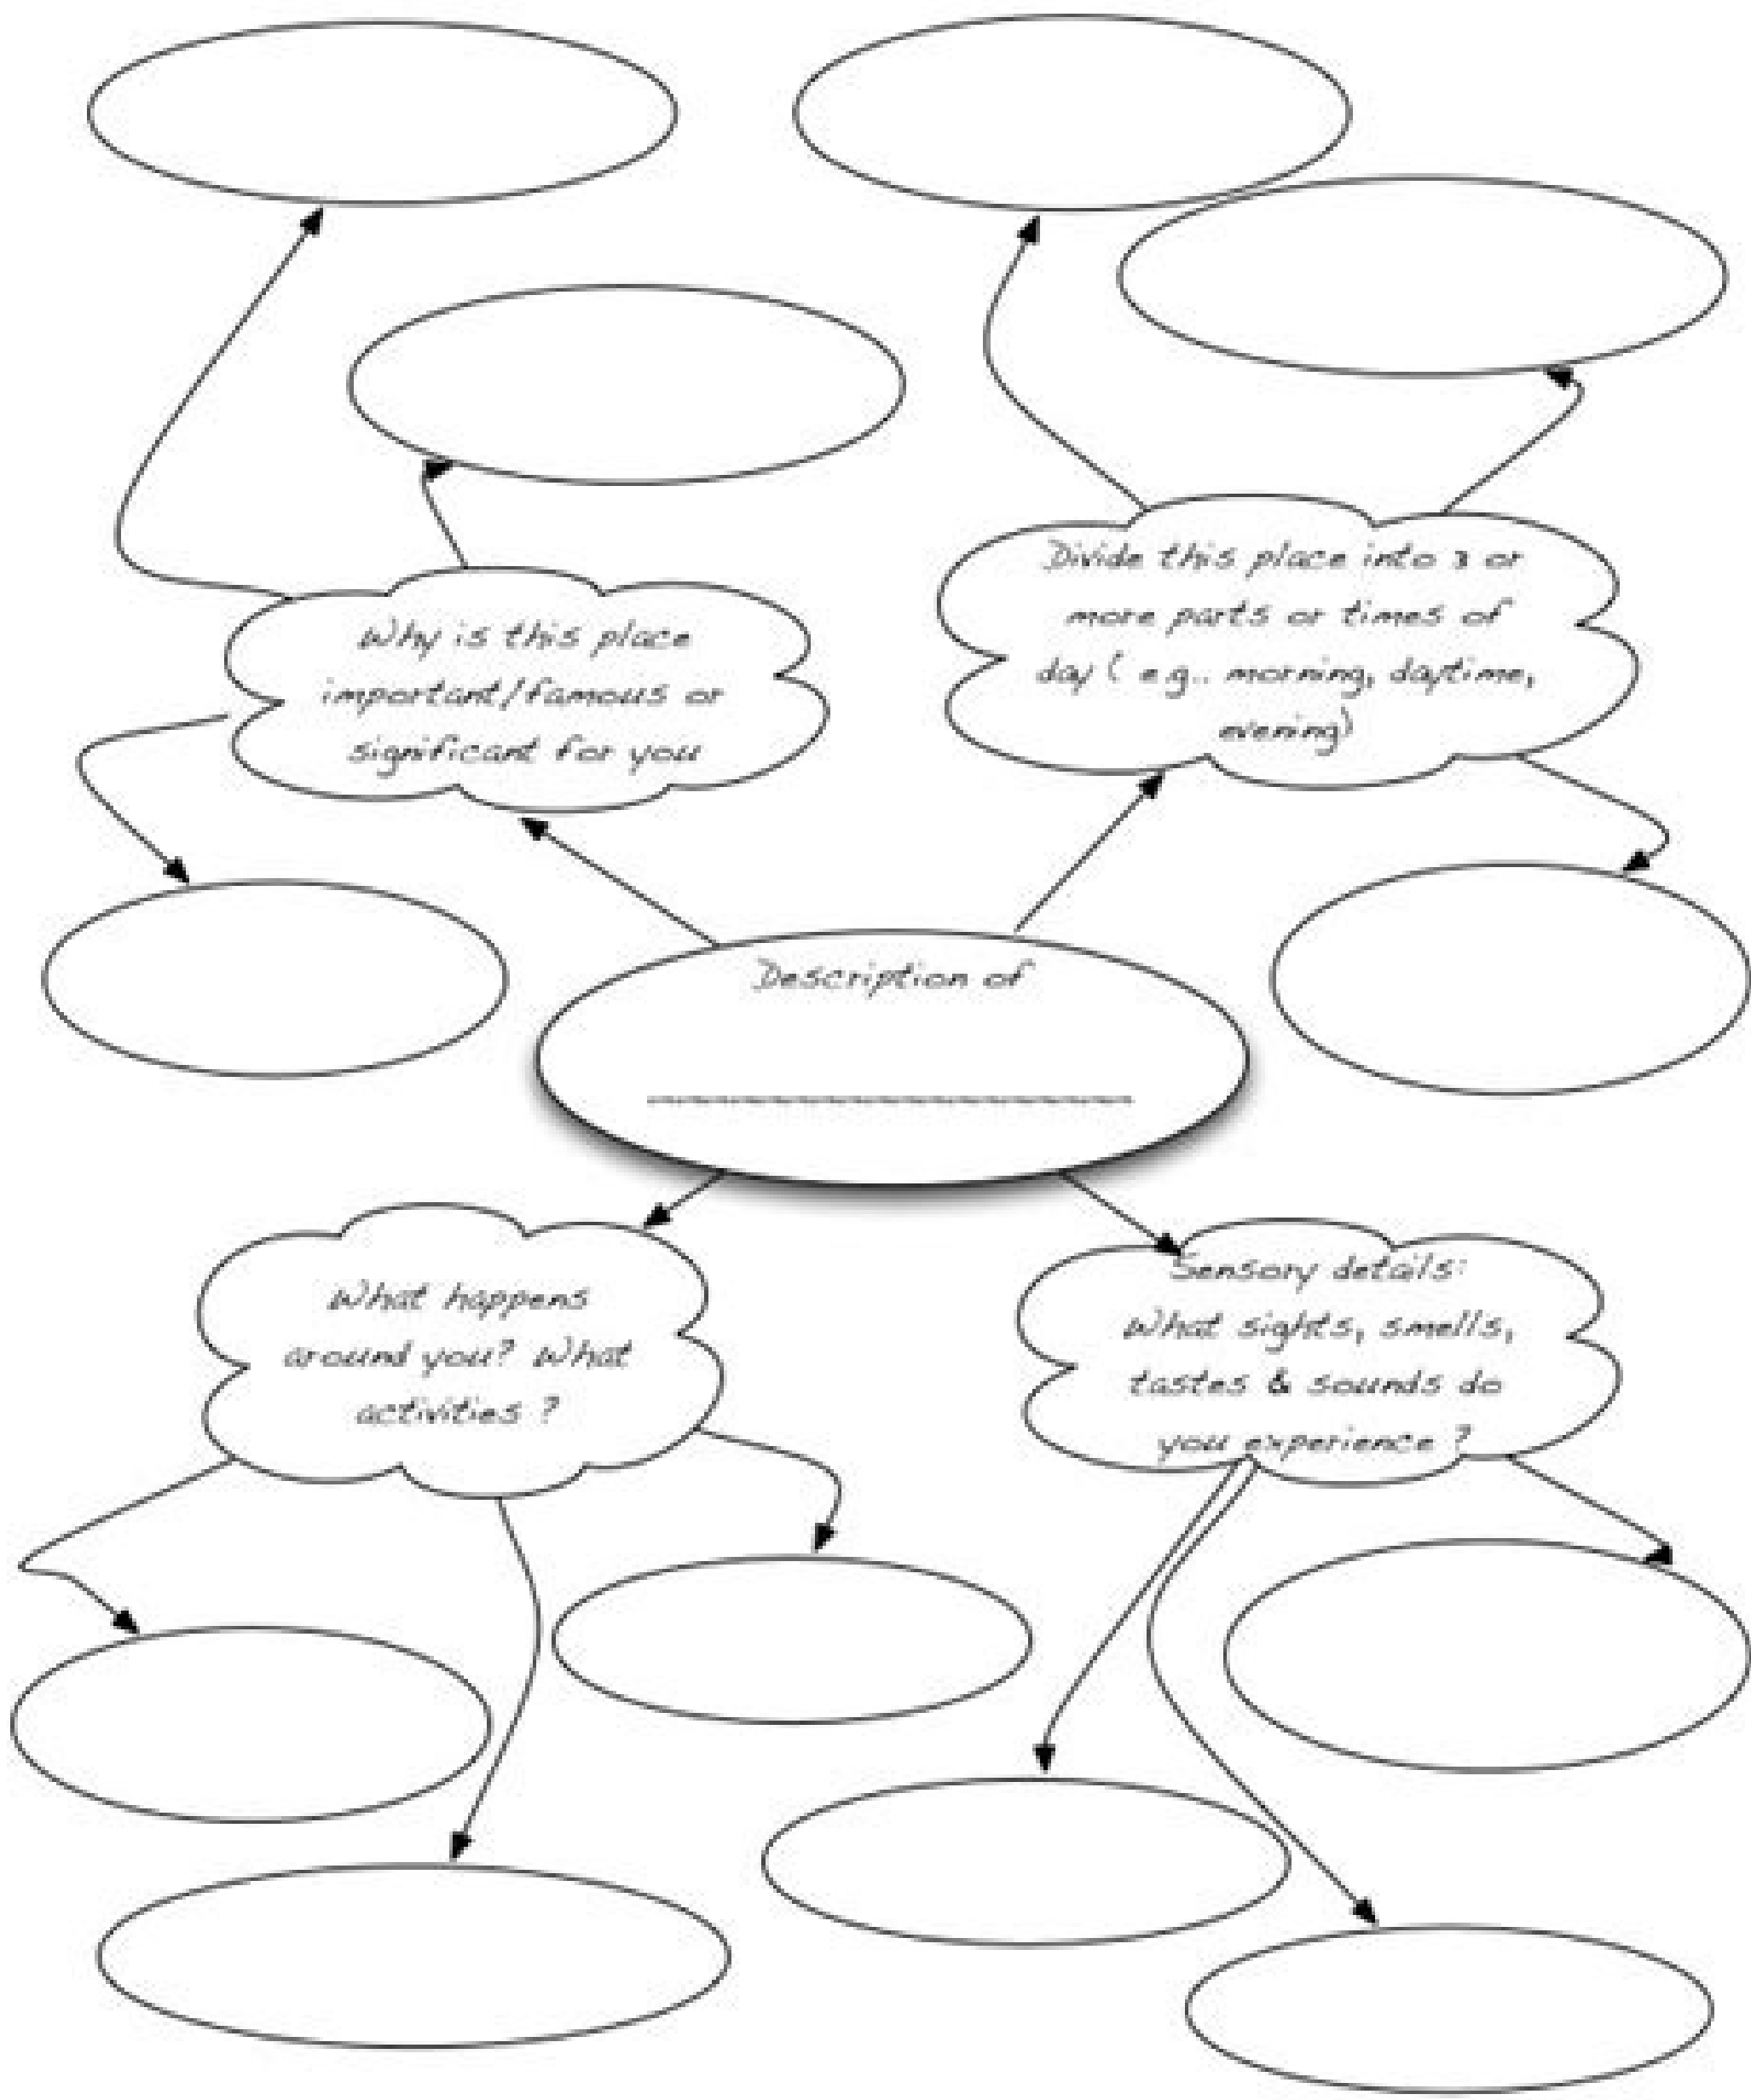 Why is this place
important/famous or
significant for you
Divide this place into 3 or
more parts or times of
day ( e.g.. morning, daytime,
evening)
Description of
What happens
around you? What
activities ?
Sensory details:
What sights, smells,
tastes & sounds do
you experience ?